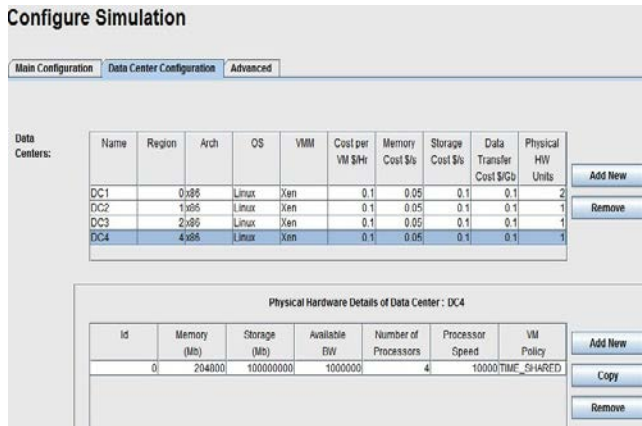 Configure Simulation
Main Configuration Data Center Configuration Advanced
Data Centers:
Name Region Arch OS VMM Cost per VM $/Hr Memory Cost $/s Storage Cost $/s Data Transfer Cost $/Gb Physical HW Units
DC1 0 x86 Linux Xen 0.1 0.05 0.1 0.1 2
DC2 1 x86 Linux Xen 0.1 0.05 0.1 0.1 1
DC3 2 x86 Linux Xen 0.1 0.05 0.1 0.1 1
DC4 4 x86 Linux Xen 0.1 0.05 0.1 0.1 1
Add New
Remove
Physical Hardware Details of Data Center : DC4
Id Memory (Mb) Storage (Mb) Available BW Number of Processors Processor Speed VM Policy
0 204800 100000000 1000000 4 10000 TIME_SHARED
Add New
Copy
Remove